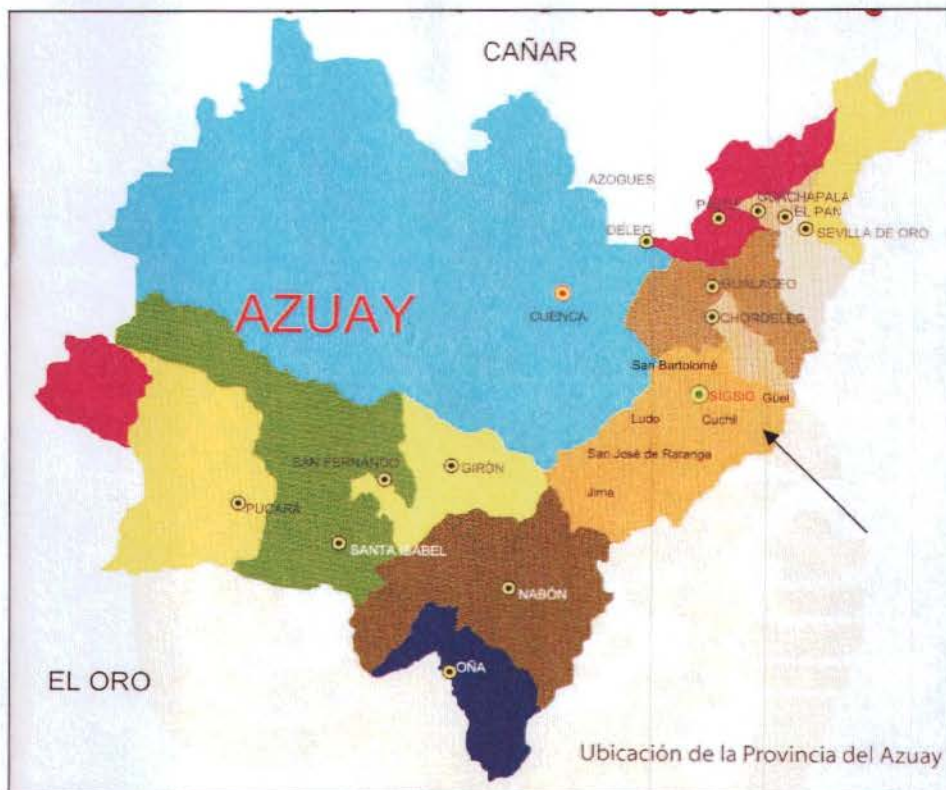 CAÑAR
AZOGUES
GUACHAPALA
PAUTE
EL PAN
DÉLEG
SEVILLA DE ORO
GUALACEO
AZUAY
CUENCA
CHORDELEG
San Bartolomé
SIGSIG Güel
Ludo Cuchil
San José de Raranga
SAN FERNANDO
GIRÓN
Jima
PUCARÁ
SANTA ISABEL
NABÓN
OÑA
EL ORO
Ubicación de la Provincia del Azuay